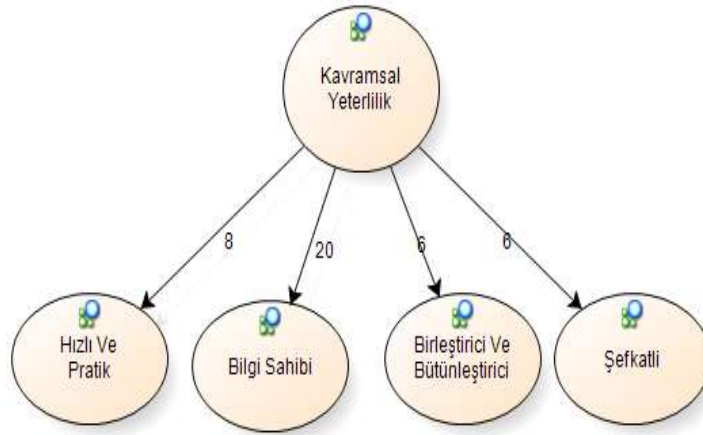 Kavramsal
Yeterlilik
8
20
6
6
Hızlı Ve
Pratik
Bilgi Sahibi
Birleştirici Ve
Bütünleştirici
Şefkatli